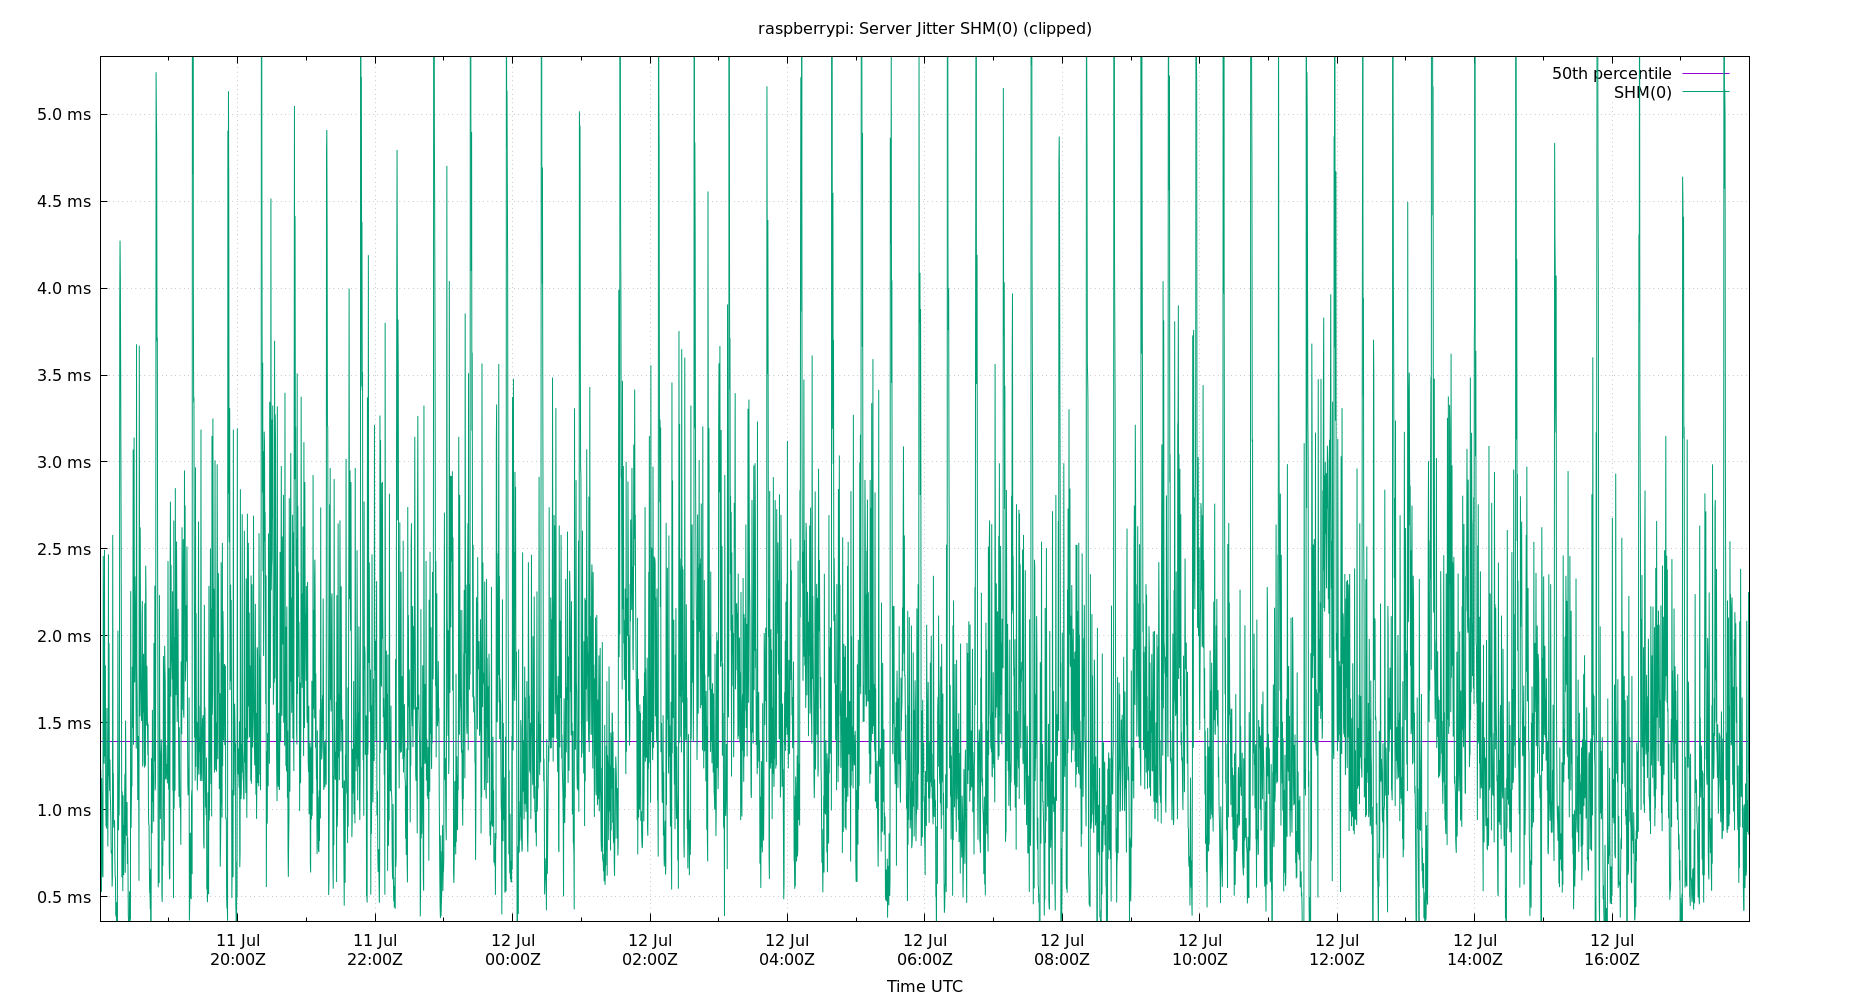 raspberrypi: Server Jitter SHM(0) (clipped)
50th percentile
SHM(0)
5.0 ms
4.5 ms
4.0 ms
3.5 ms
3.0 ms
2.5 ms
2.0 ms
1.5 ms
1.0 ms
0.5 ms
11 Jul 11 Jul 12 Jul 12 Jul 12 Jul 12 Jul 12 Jul 12 Jul 12 Jul 12 Jul 12 Jul
20:00Z 22:00Z 00:00Z 02:00Z 04:00Z 06:00Z 08:00Z 10:00Z 12:00Z 14:00Z 16:00Z
Time UTC